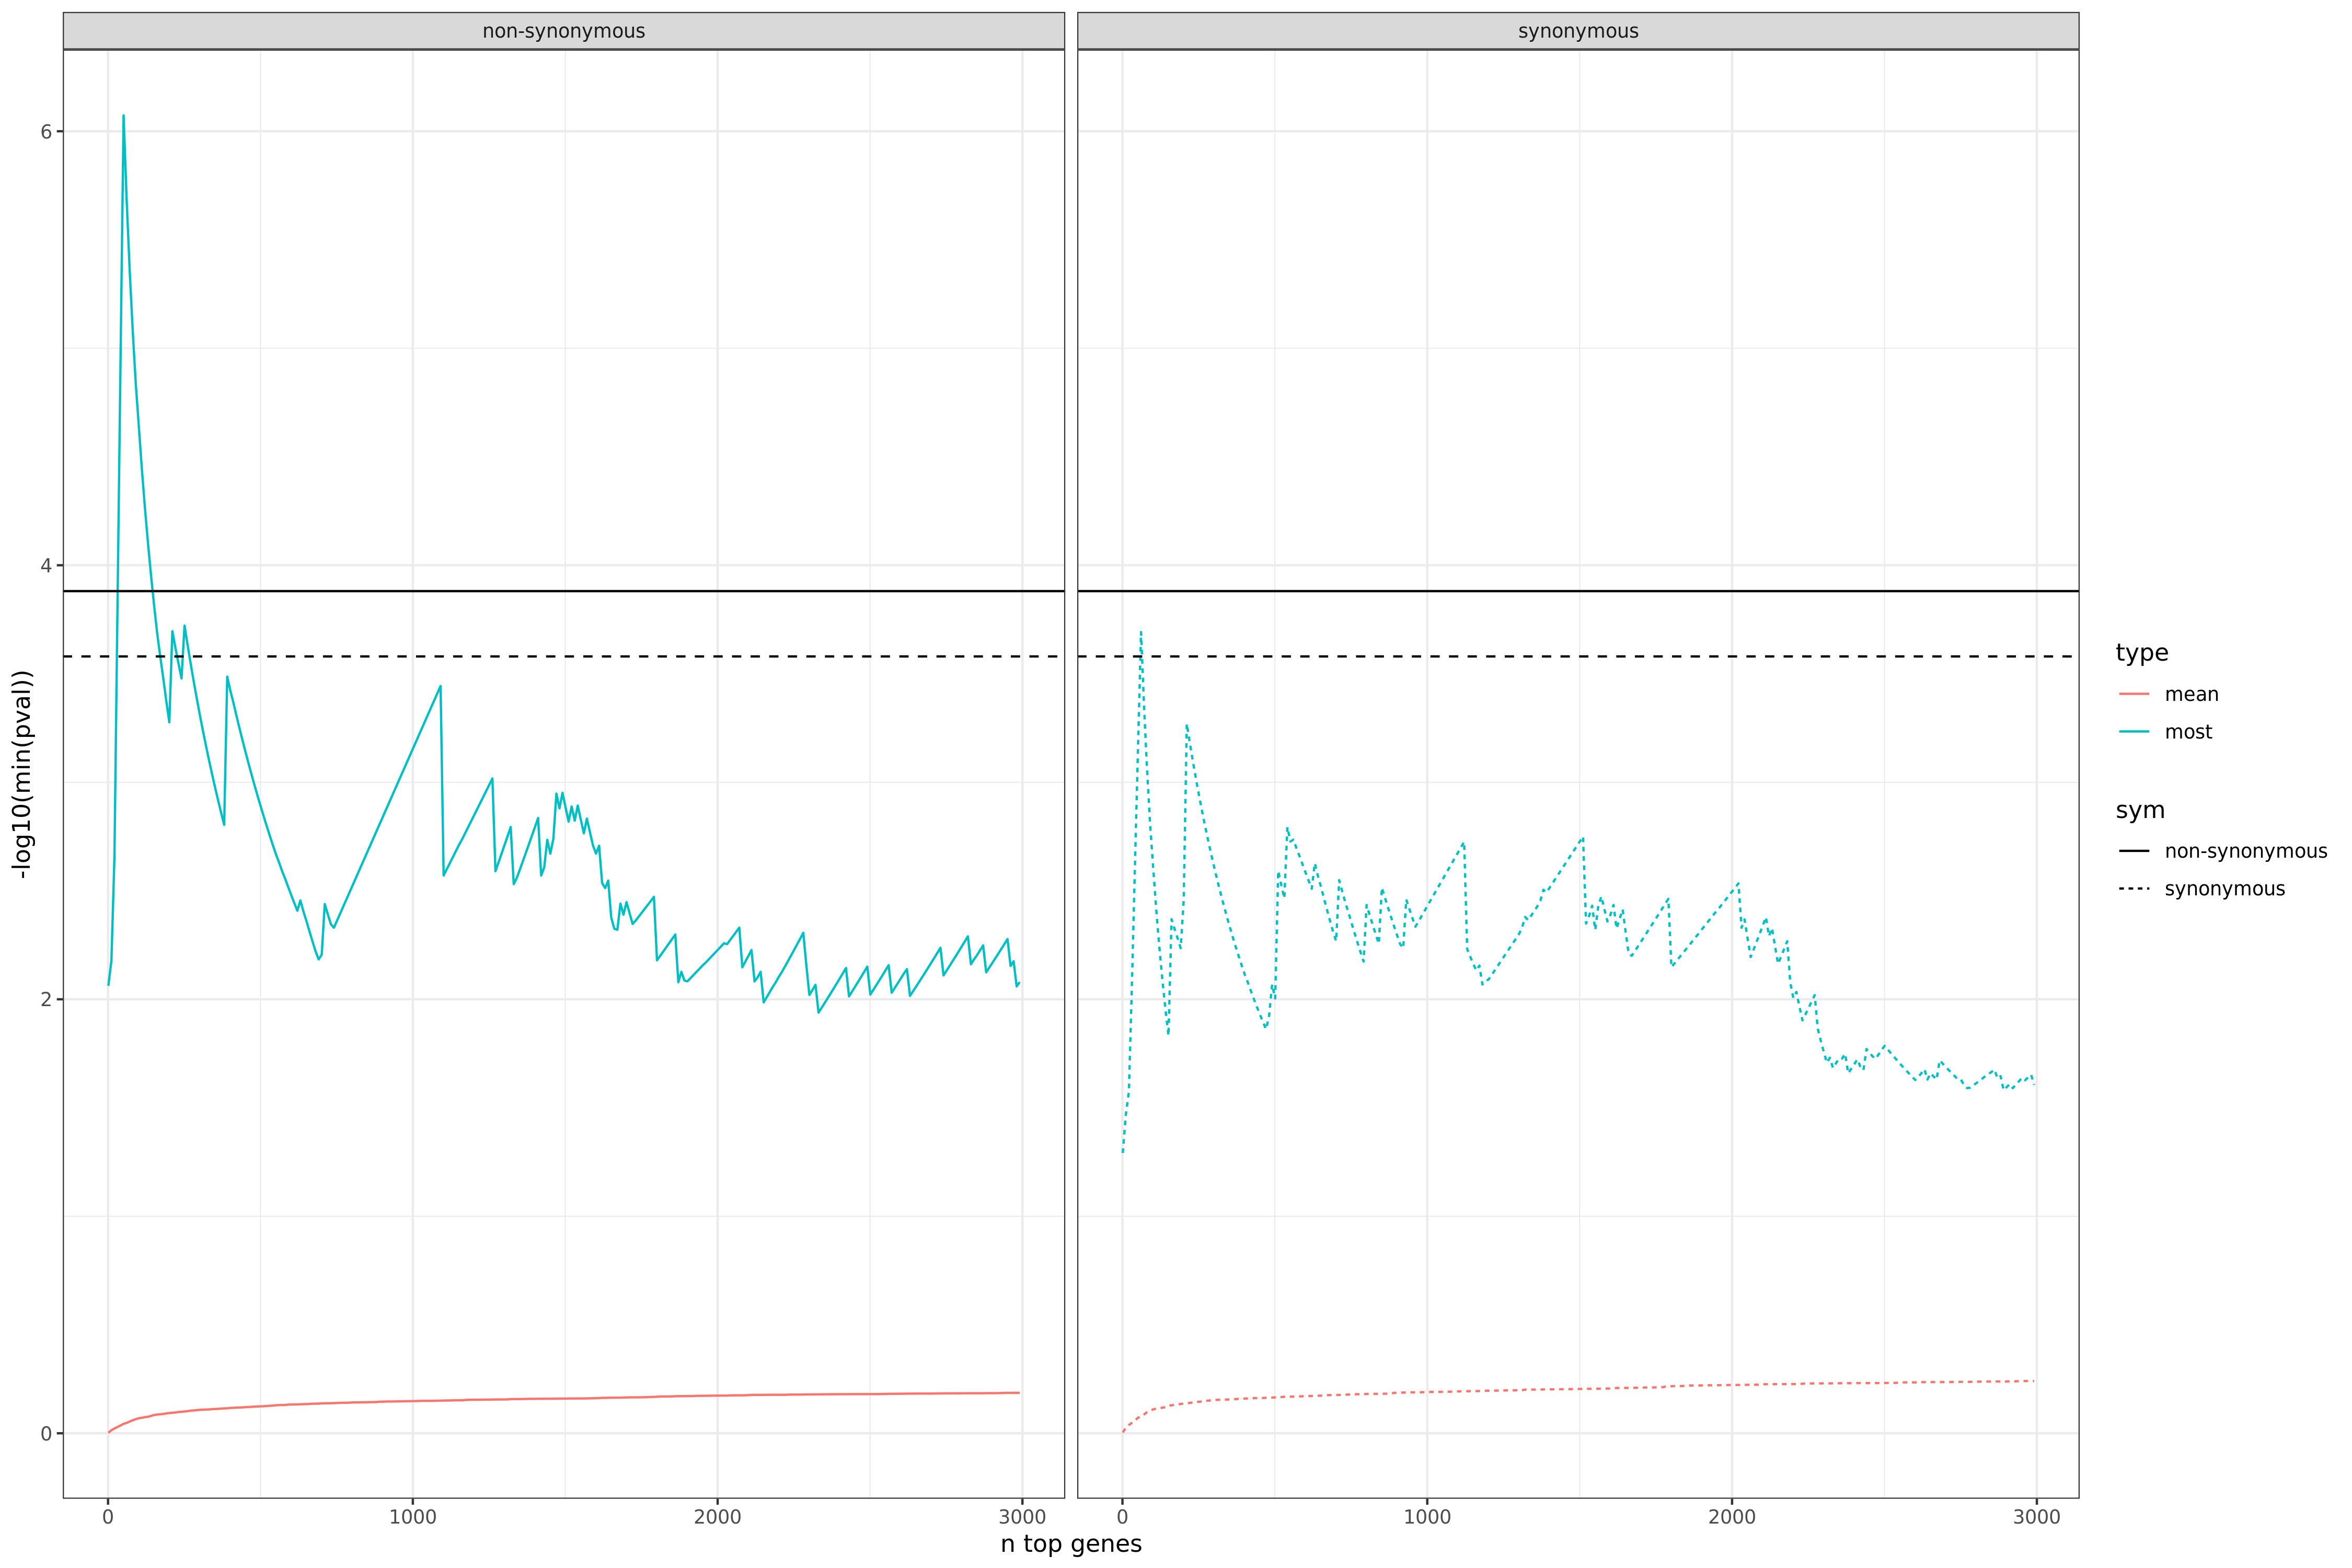 non-synonymous
synonymous
6
4
2
0
-log10(min(pval))
0
1000
2000
3000
0
1000
2000
3000
n top genes
type
mean
most
sym
non-synonymous
synonymous